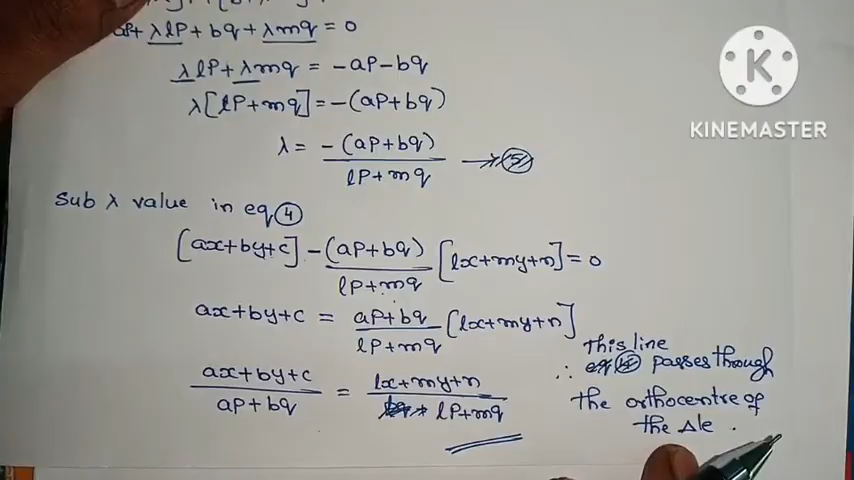 + λlP + bq + λmq = 0
λlP + λmq = -aP - bq
λ[lP + mq] = -(aP + bq)
λ = -(aP + bq) / lP + mq → 5
Sub λ value in eq 4
[ax + by + c] - (aP + bq) / lP + mq [lx + my + n] = 0
ax + by + c = aP + bq / lP + mq [lx + my + n]
ax + by + c / aP + bq = lx + my + n / lP + mq
This line
∴ passes through
the orthocentre of
the Δle .
K
KINEMASTER